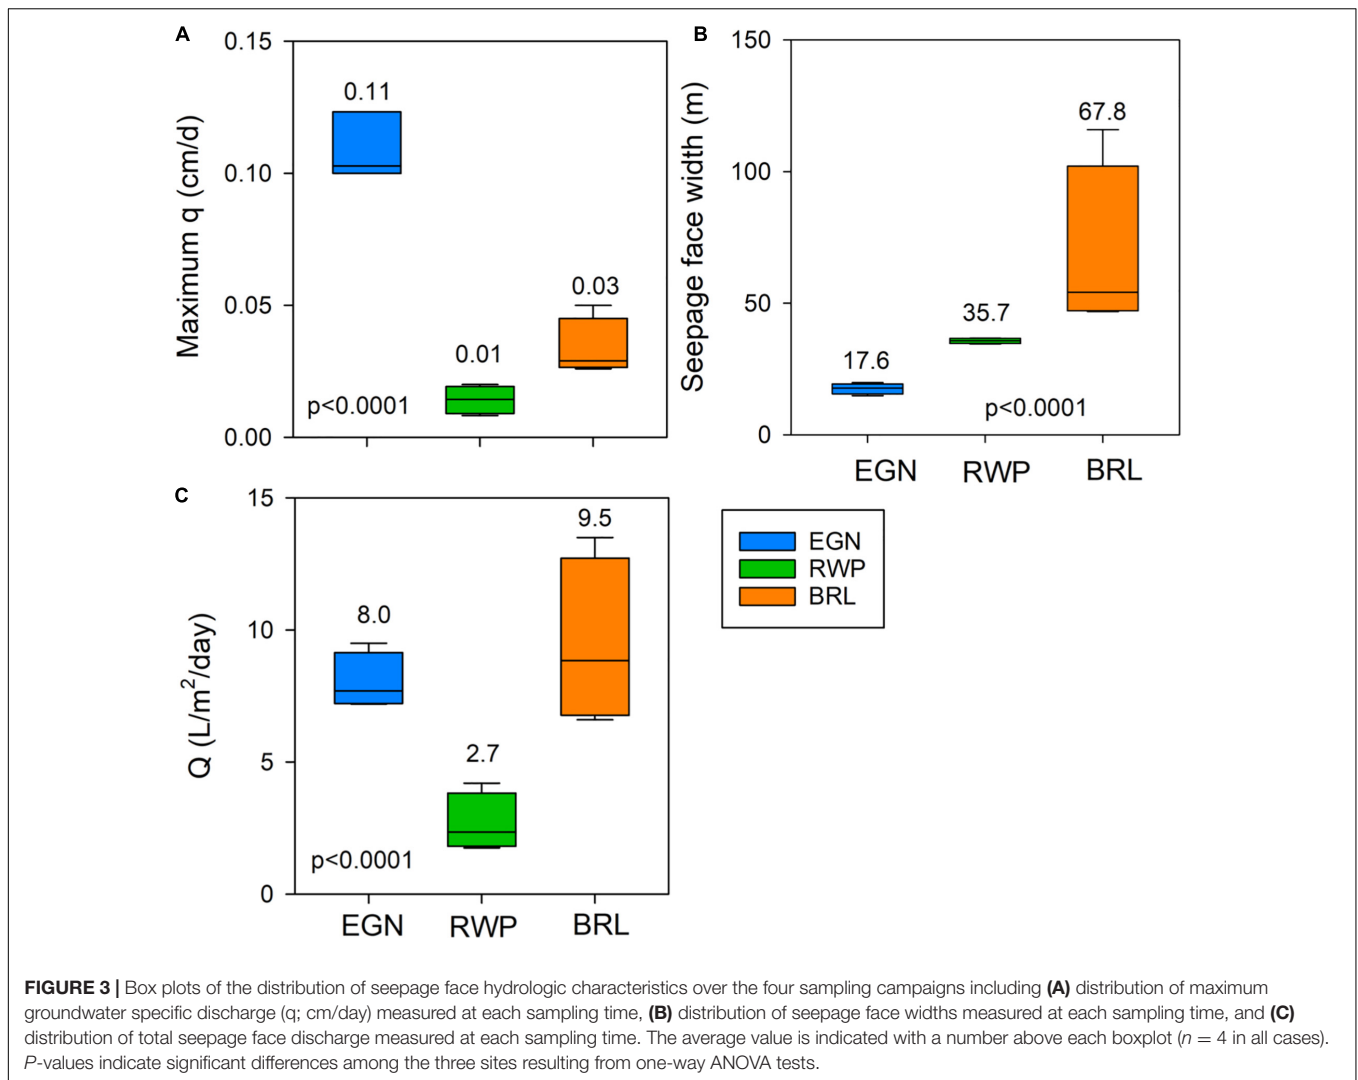 A
0.15
0.10
0.05
0.00
Maximum q (cm/d)
0.11
0.01
0.03
p<0.0001
B
150
100
50
0
Seepage face width (m)
17.6
35.7
67.8
p<0.0001
EGN RWP BRL
C
15
10
5
0
Q (L/m²/day)
8.0
2.7
9.5
p<0.0001
EGN RWP BRL
EGN
RWP
BRL
FIGURE 3 | Box plots of the distribution of seepage face hydrologic characteristics over the four sampling campaigns including (A) distribution of maximum
groundwater specific discharge (q; cm/day) measured at each sampling time, (B) distribution of seepage face widths measured at each sampling time, and (C)
distribution of total seepage face discharge measured at each sampling time. The average value is indicated with a number above each boxplot (n = 4 in all cases).
P-values indicate significant differences among the three sites resulting from one-way ANOVA tests.